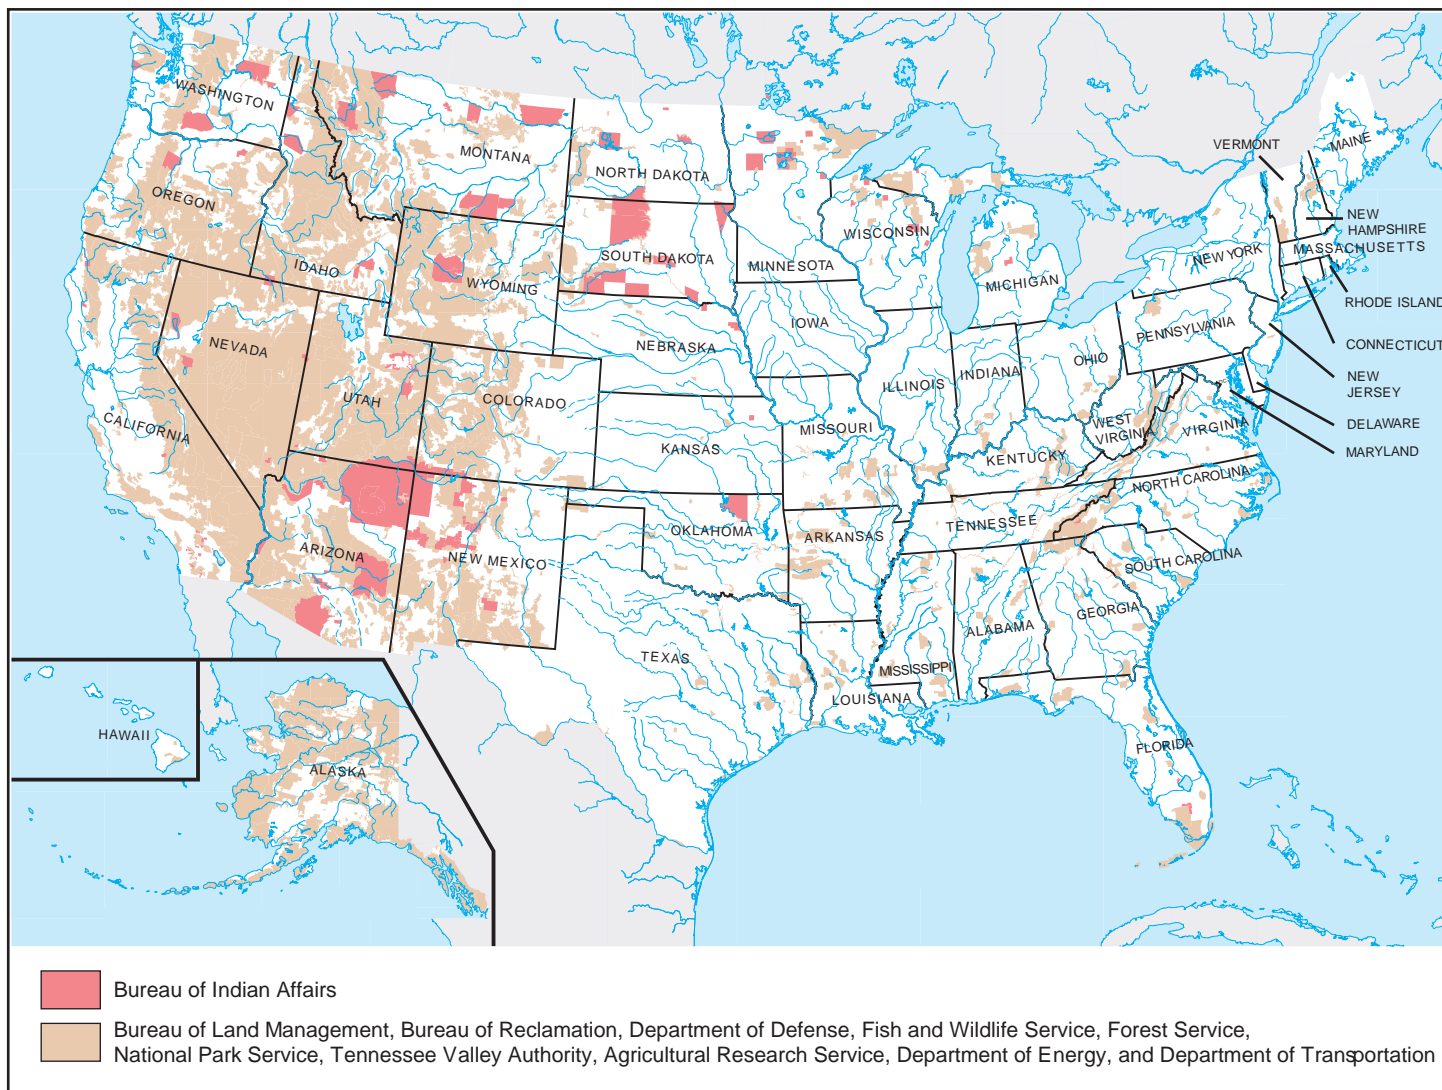 WASHINGTON
OREGON
IDAHO
MONTANA
NORTH DAKOTA
SOUTH DAKOTA
WYOMING
NEVADA
CALIFORNIA
UTAH
COLORADO
ARIZONA
NEW MEXICO
NEBRASKA
KANSAS
OKLAHOMA
TEXAS
MINNESOTA
IOWA
MISSOURI
ARKANSAS
LOUISIANA
WISCONSIN
ILLINOIS
INDIANA
MICHIGAN
OHIO
KENTUCKY
TENNESSEE
MISSISSIPPI
ALABAMA
GEORGIA
FLORIDA
SOUTH CAROLINA
NORTH CAROLINA
VIRGINIA
WEST
VIRGINIA
PENNSYLVANIA
NEW YORK
VERMONT
MAINE
NEW
HAMPSHIRE
MASSACHUSETTS
RHODE ISLAND
CONNECTICUT
NEW
JERSEY
DELAWARE
MARYLAND
HAWAII
ALASKA
Bureau of Indian Affairs
Bureau of Land Management, Bureau of Reclamation, Department of Defense, Fish and Wildlife Service, Forest Service,
National Park Service, Tennessee Valley Authority, Agricultural Research Service, Department of Energy, and Department of Transportation